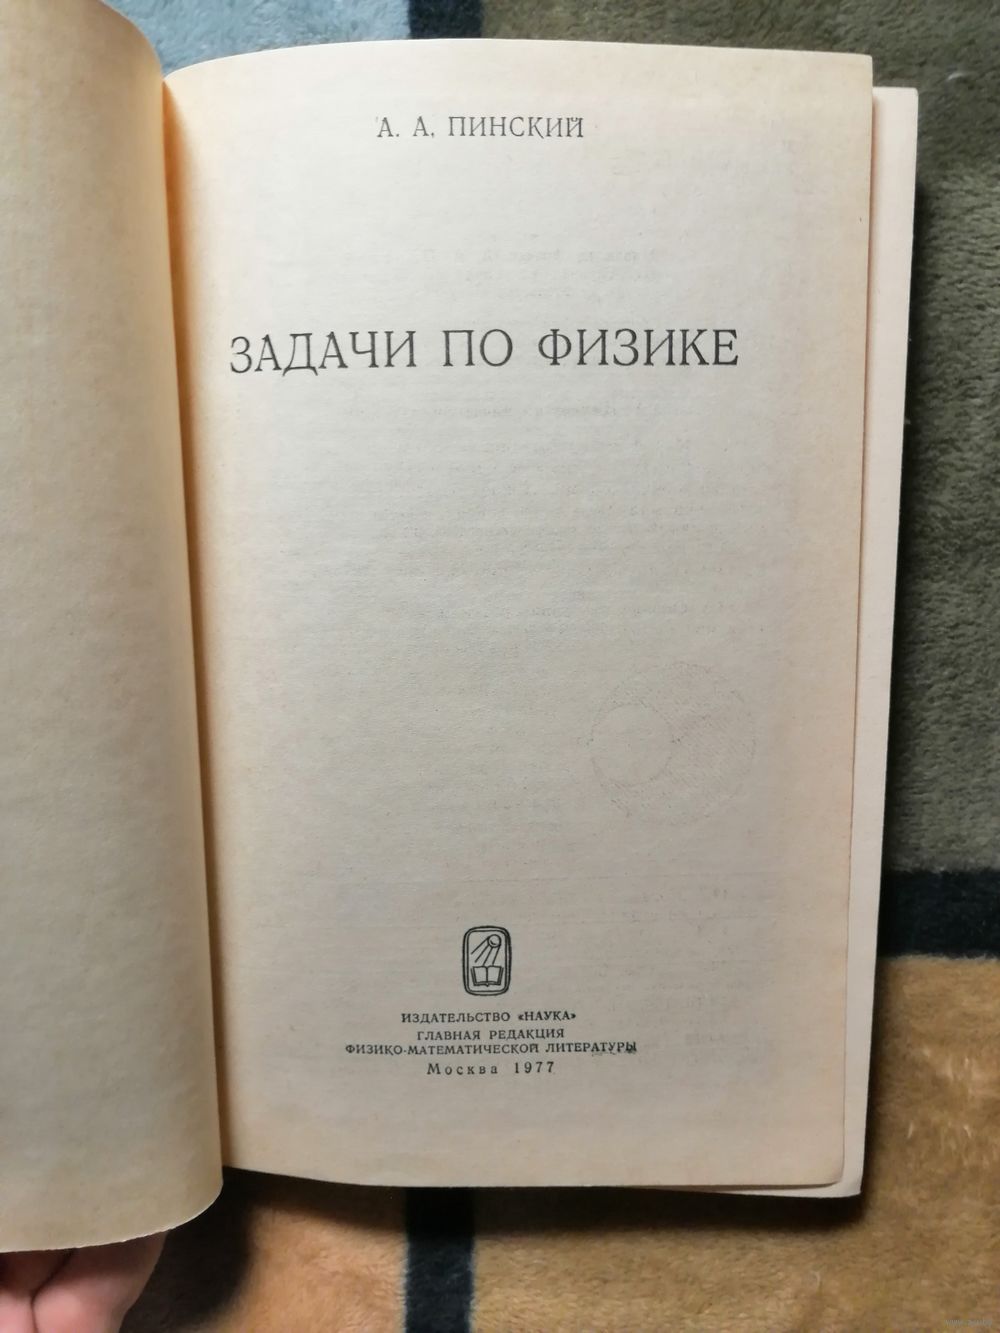 А. А. ПИНСКИЙ
ЗАДАЧИ ПО ФИЗИКЕ
ИЗДАТЕЛЬСТВО «НАУКА»
ГЛАВНАЯ РЕДАКЦИЯ
ФИЗИКО-МАТЕМАТИЧЕСКОЙ ЛИТЕРАТУРЫ
Москва 1977